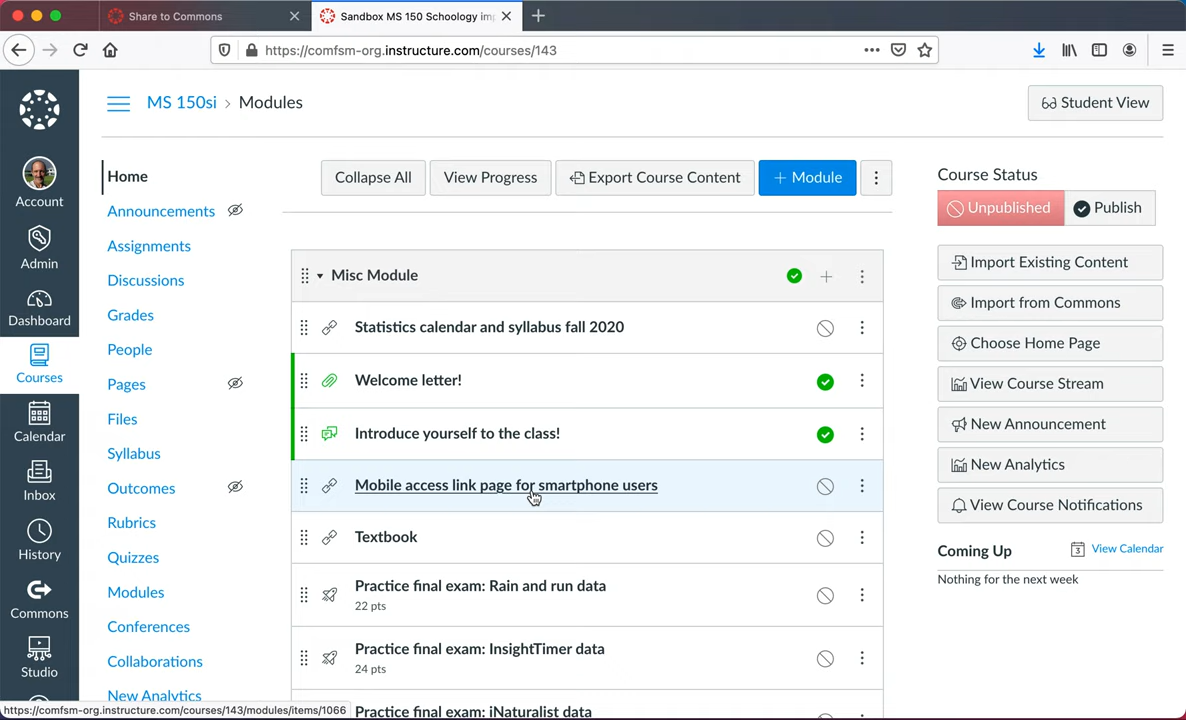 Share to Commons
Sandbox MS 150 Schoology im
https://comfsm-org.instructure.com/courses/143
MS 150si › Modules
Student View
Account
Admin
Dashboard
Courses
Calendar
Inbox
History
Commons
Studio
Home
Announcements
Assignments
Discussions
Grades
People
Pages
Files
Syllabus
Outcomes
Rubrics
Quizzes
Modules
Conferences
Collaborations
New Analytics
Collapse All
View Progress
Export Course Content
+ Module
Misc Module
Statistics calendar and syllabus fall 2020
Welcome letter!
Introduce yourself to the class!
Mobile access link page for smartphone users
Textbook
Practice final exam: Rain and run data
22 pts
Practice final exam: InsightTimer data
24 pts
Practice final exam: iNaturalist data
Course Status
Unpublished
Publish
Import Existing Content
Import from Commons
Choose Home Page
View Course Stream
New Announcement
New Analytics
View Course Notifications
Coming Up
3 View Calendar
Nothing for the next week
https://comfsm-org.instructure.com/courses/143/modules/items/1066